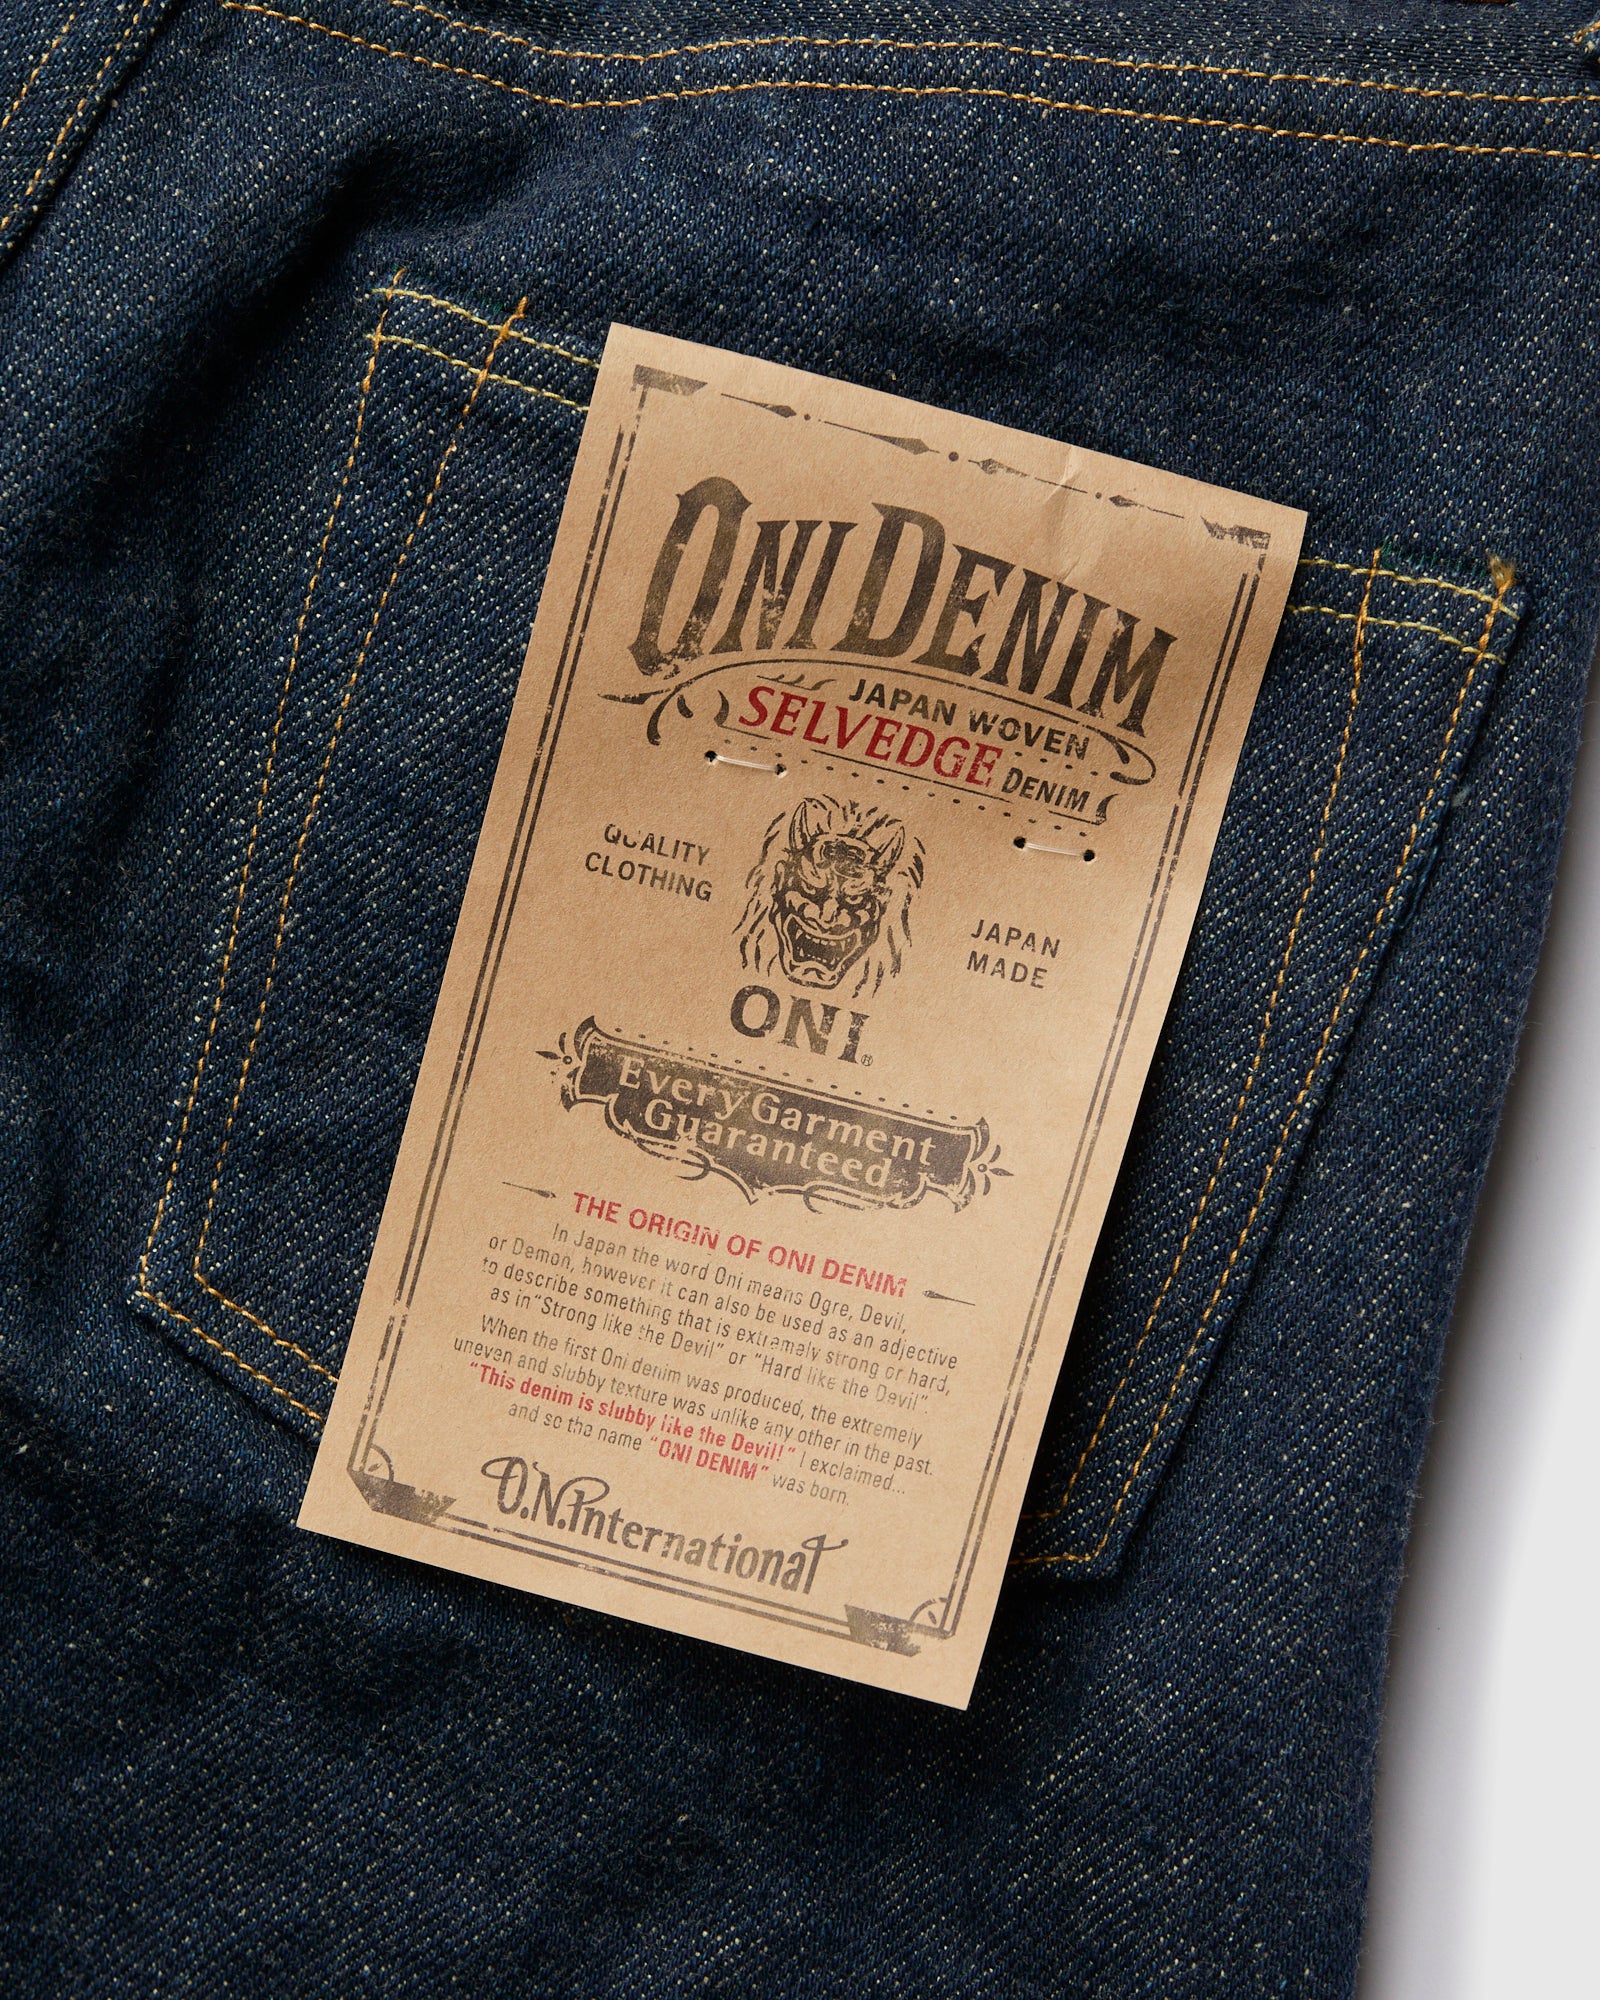 ONI DENIM
JAPAN WOVEN
SELVEDGE DENIM
QUALITY
CLOTHING
JAPAN
MADE
ONI®
Every Garment
Guaranteed
THE ORIGIN OF ONI DENIM
In Japan the word Oni means Ogre, Devil,
or Demon, however it can also be used as an adjective
to describe something that is extremely strong or hard,
as in "Strong like the Devil" or "Hard like the Devil".
When the first Oni denim was produced, the extremely
uneven and slubby texture was unlike any other in the past.
"This denim is slubby like the Devil!" I exclaimed...
and so the name "ONI DENIM" was born.
O.N.International